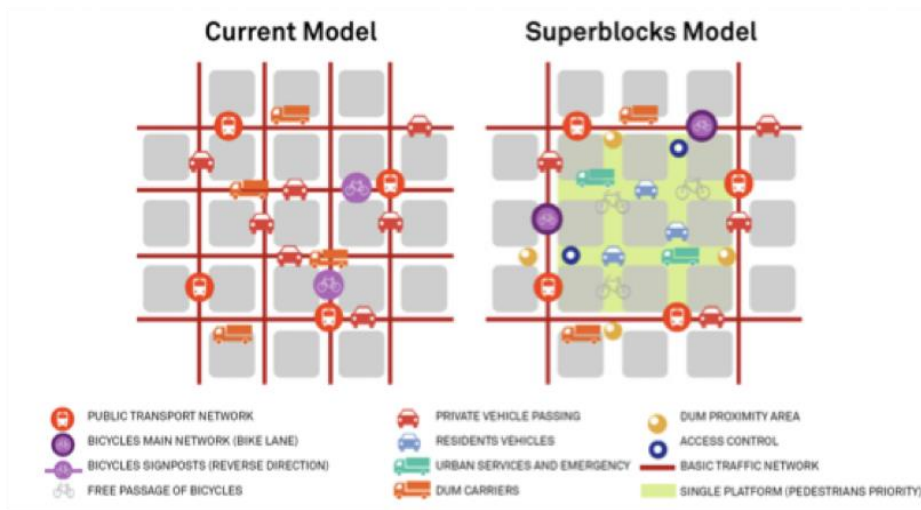 Current Model
Superblocks Model
PUBLIC TRANSPORT NETWORK
BICYCLES MAIN NETWORK (BIKE LANE)
BICYCLES SIGNPOSTS (REVERSE DIRECTION)
FREE PASSAGE OF BICYCLES
PRIVATE VEHICLE PASSING
RESIDENTS VEHICLES
URBAN SERVICES AND EMERGENCY
DUM CARRIERS
DUM PROXIMITY AREA
ACCESS CONTROL
BASIC TRAFFIC NETWORK
SINGLE PLATFORM (PEDESTRIANS PRIORITY)